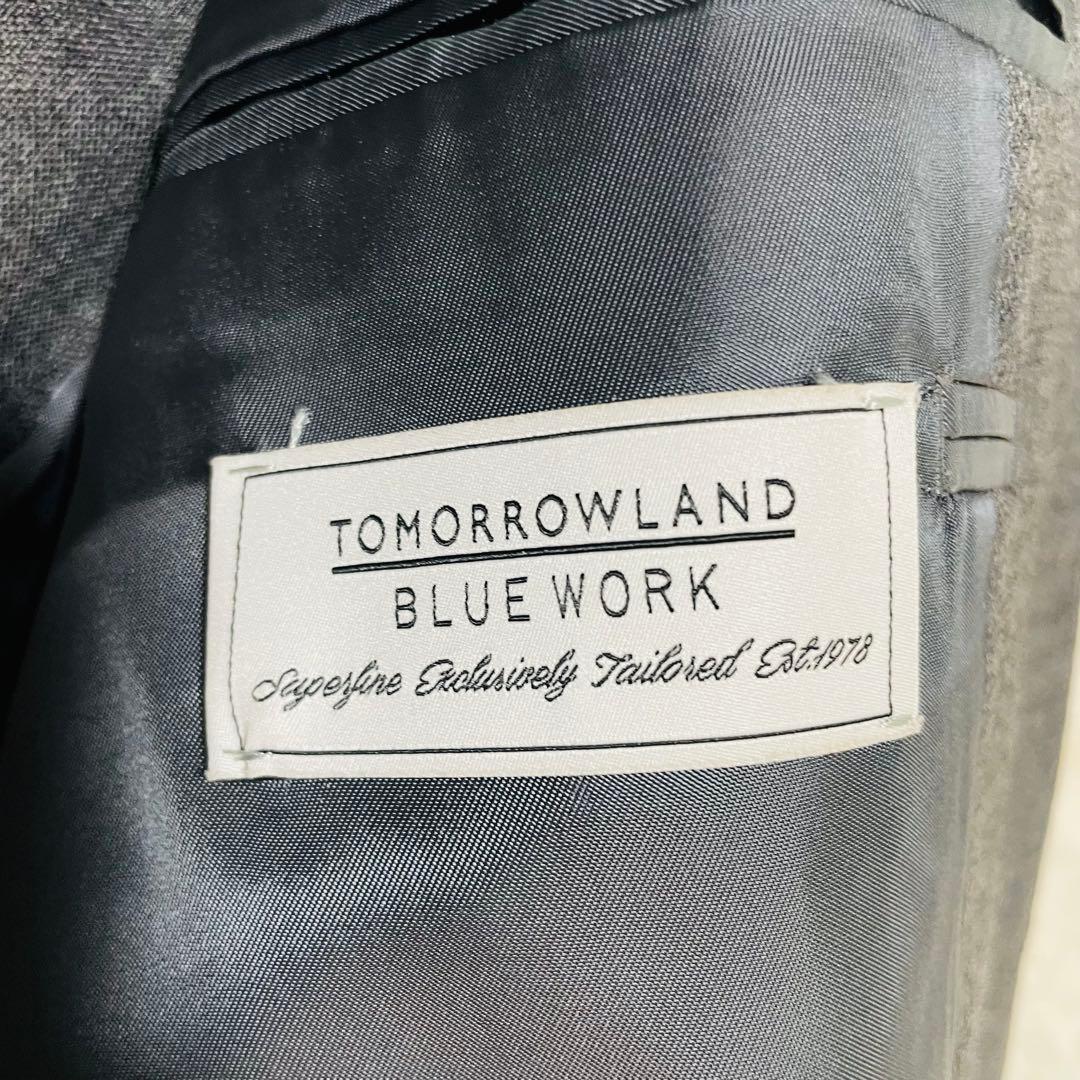 TOMORROWLAND
BLUE WORK
Superfine Exclusively Tailored Est.1978